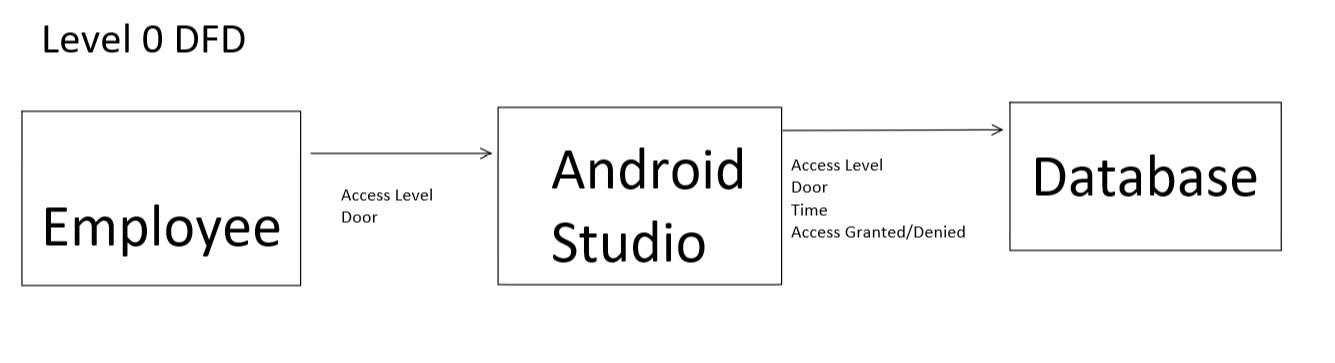 Level 0 DFD
Employee
Access Level
Door
Android
Studio
Access Level
Door
Time
Access Granted/Denied
Database